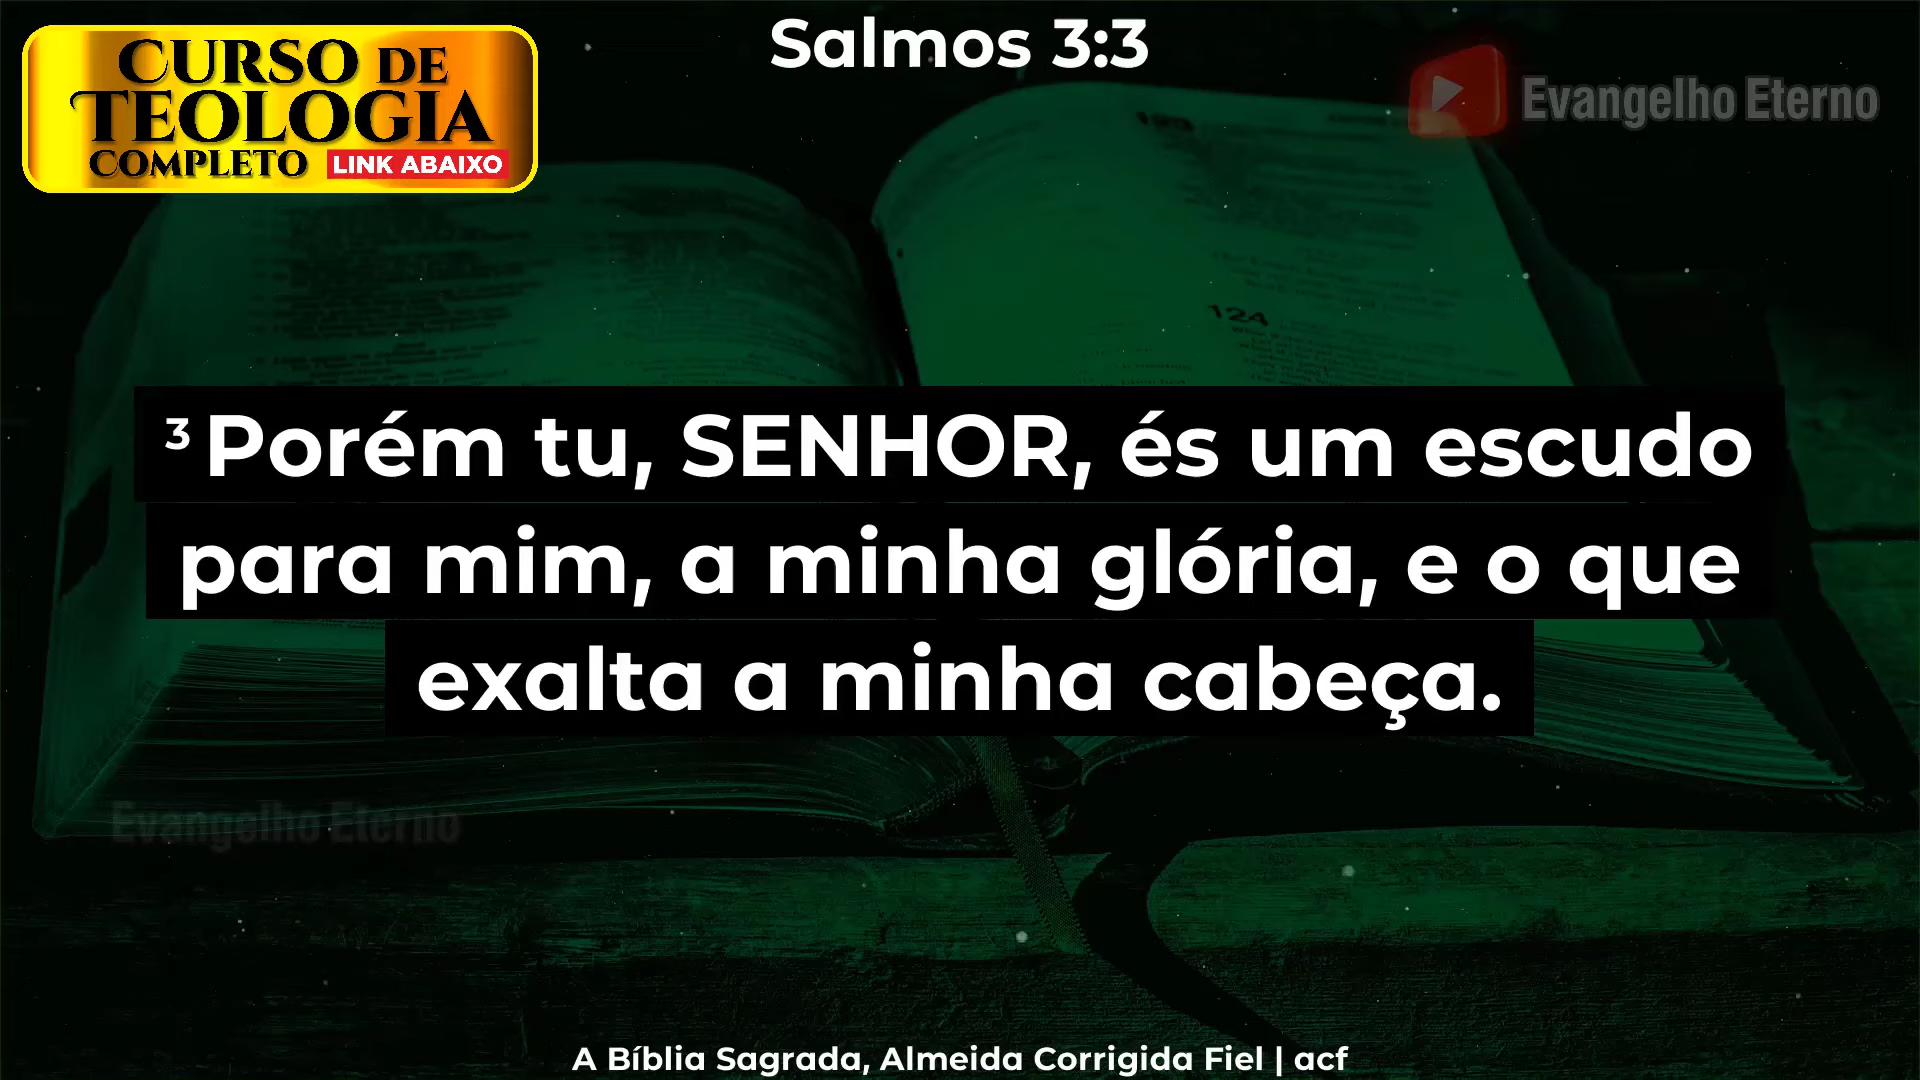 Salmos 3:3
CURSO DE
TEOLOGIA
COMPLETO LINK ABAIXO
Evangelho Eterno
124
3 Porém tu, SENHOR, és um escudo
para mim, a minha glória, e o que
exalta a minha cabeça.
Evangelho Eterno
A Bíblia Sagrada, Almeida Corrigida Fiel | acf